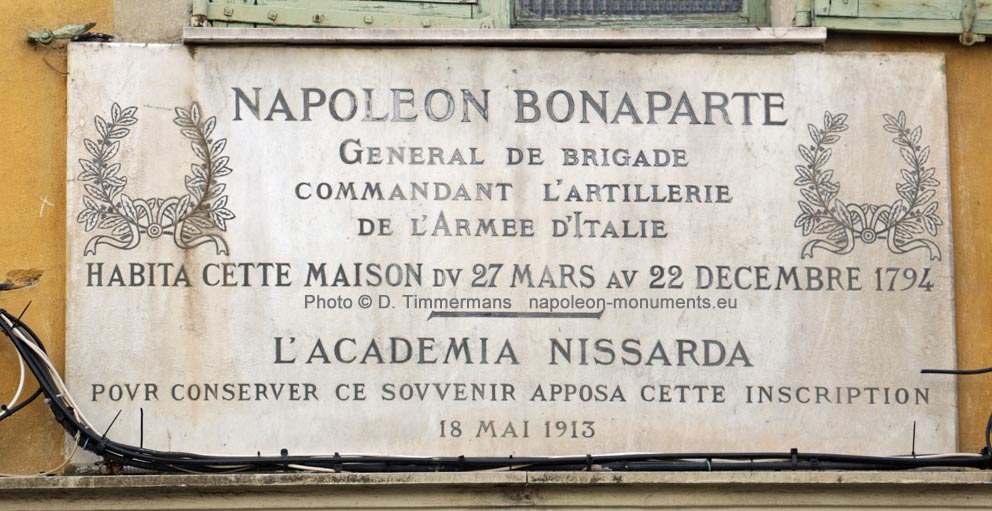 NAPOLEON BONAPARTE
GENERAL DE BRIGADE
COMMANDANT L'ARTILLERIE
DE L'ARMEE D'ITALIE
HABITA CETTE MAISON DV 27 MARS AV 22 DECEMBRE 1794
Photo © D. Timmermans napoleon-monuments.eu
L'ACADEMIA NISSARDA
POVR CONSERVER CE SOVVENIR APPOSA CETTE INSCRIPTION
18 MAI 1913